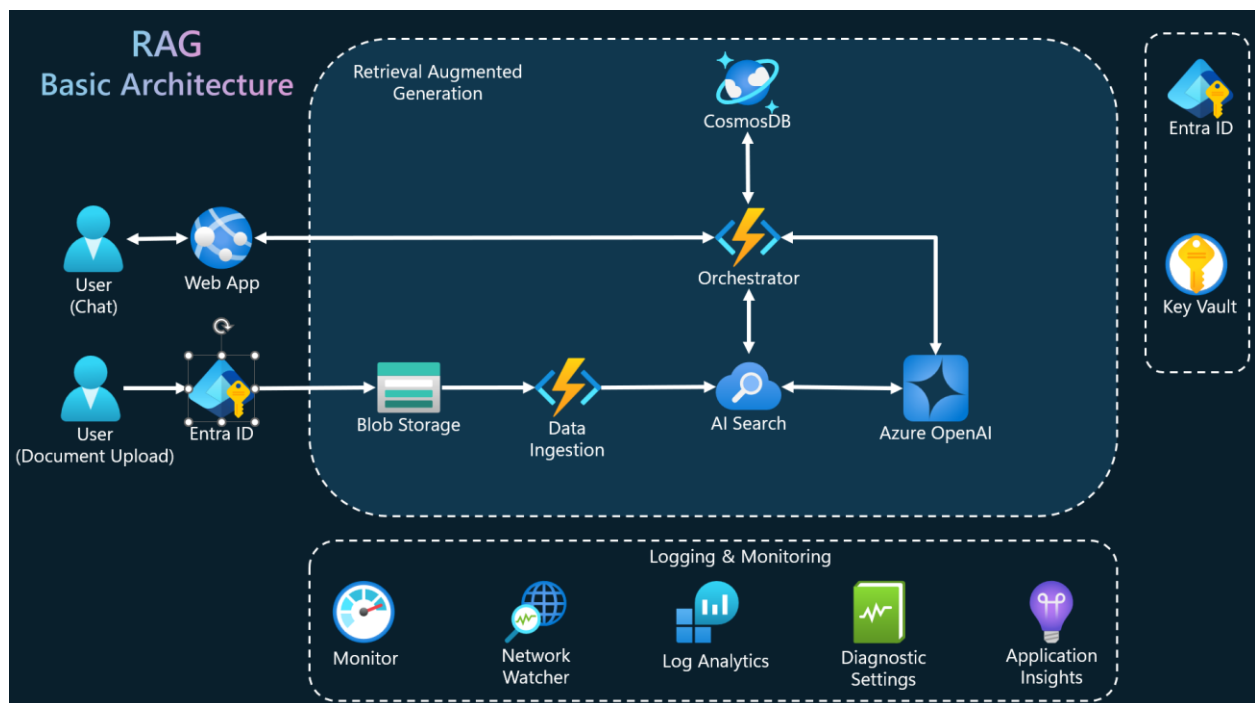 RAG
Basic Architecture
Retrieval Augmented
Generation
CosmosDB
Entra ID
User
(Chat)
Web App
Orchestrator
Key Vault
User
(Document Upload)
Entra ID
Blob Storage
Data
Ingestion
AI Search
Azure OpenAI
Logging & Monitoring
Monitor
Network
Watcher
Log Analytics
Diagnostic
Settings
Application
Insights